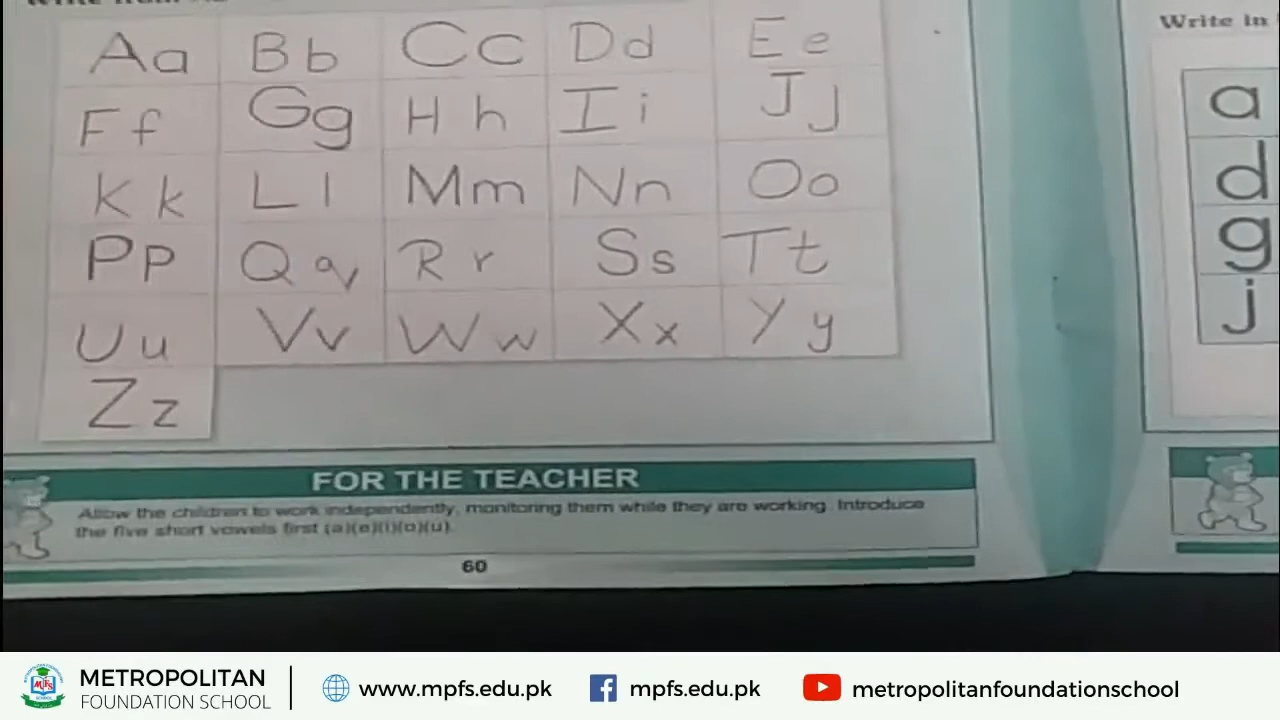 Write in
Aa Bb Cc Dd Ee
Ff Gg Hh Ii Jj
Kk Ll Mm Nn Oo
Pp Qq Rr Ss Tt
Uu Vv Ww Xx Yy
Zz
FOR THE TEACHER
Allow the children to work independently, monitoring them while they are working. Introduce
the five short vowels first (a)(e)(i)(o)(u).
60
a
d
g
j
METROPOLITAN
FOUNDATION SCHOOL
www.mpfs.edu.pk
mpfs.edu.pk
metropolitanfoundationschool